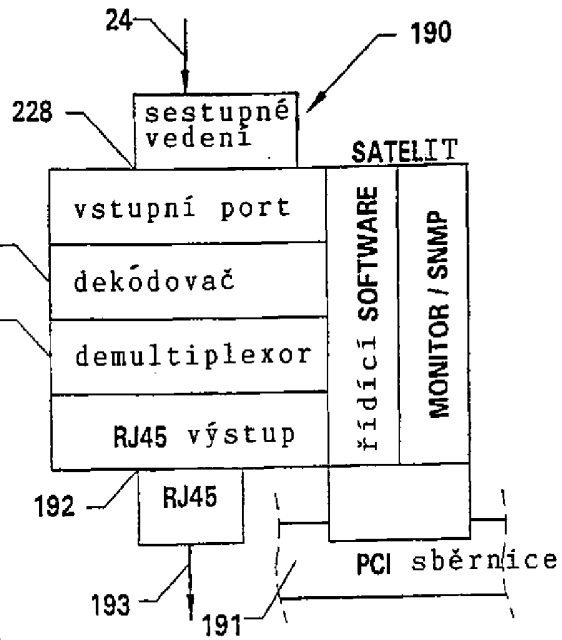 24
190
sestupné
vedení
228
SATELIT
vstupní port
dekódovač
demultiplexor
RJ45 výstup
řídící SOFTWARE
MONITOR / SNMP
192
RJ45
PCI sběrnice
193
191